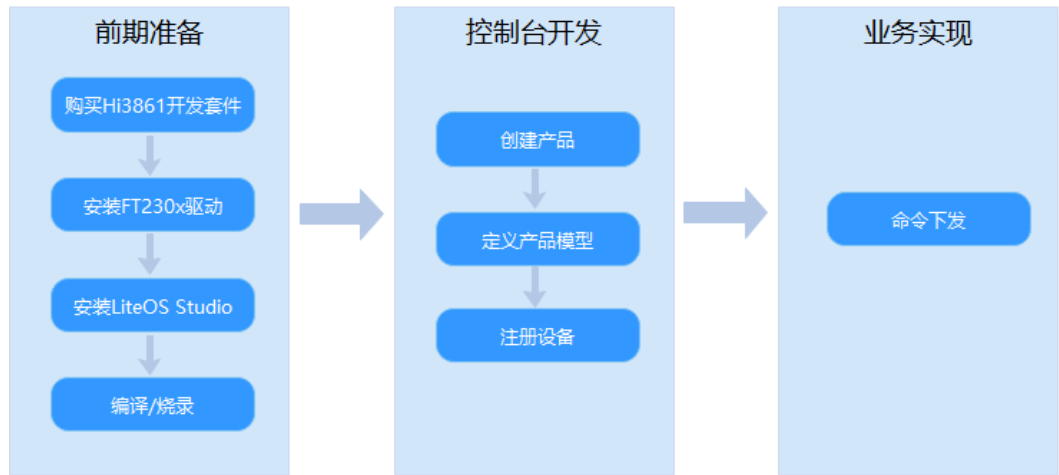 前期准备
购买Hi3861开发套件
安装FT230x驱动
安装LiteOS Studio
编译/烧录
控制台开发
创建产品
定义产品模型
注册设备
业务实现
命令下发